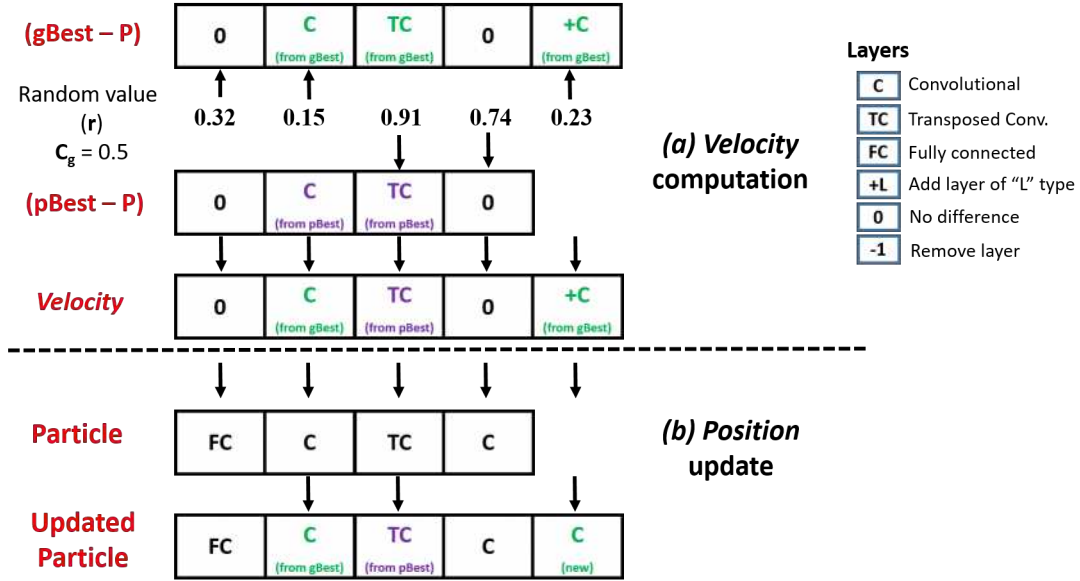 (gBest – P)
0
C
(from gBest)
TC
(from gBest)
0
+C
(from gBest)
Random value
(r)
Cg = 0.5
0.32 0.15 0.91 0.74 0.23
(pBest – P)
0
C
(from pBest)
TC
(from pBest)
0
Velocity
0
C
(from gBest)
TC
(from pBest)
0
+C
(from gBest)
(a) Velocity
computation
Layers
C Convolutional
TC Transposed Conv.
FC Fully connected
+L Add layer of “L” type
0 No difference
-1 Remove layer
Particle
FC
C
TC
C
(b) Position
update
Updated
Particle
FC
C
(from gBest)
TC
(from pBest)
C
C
(new)